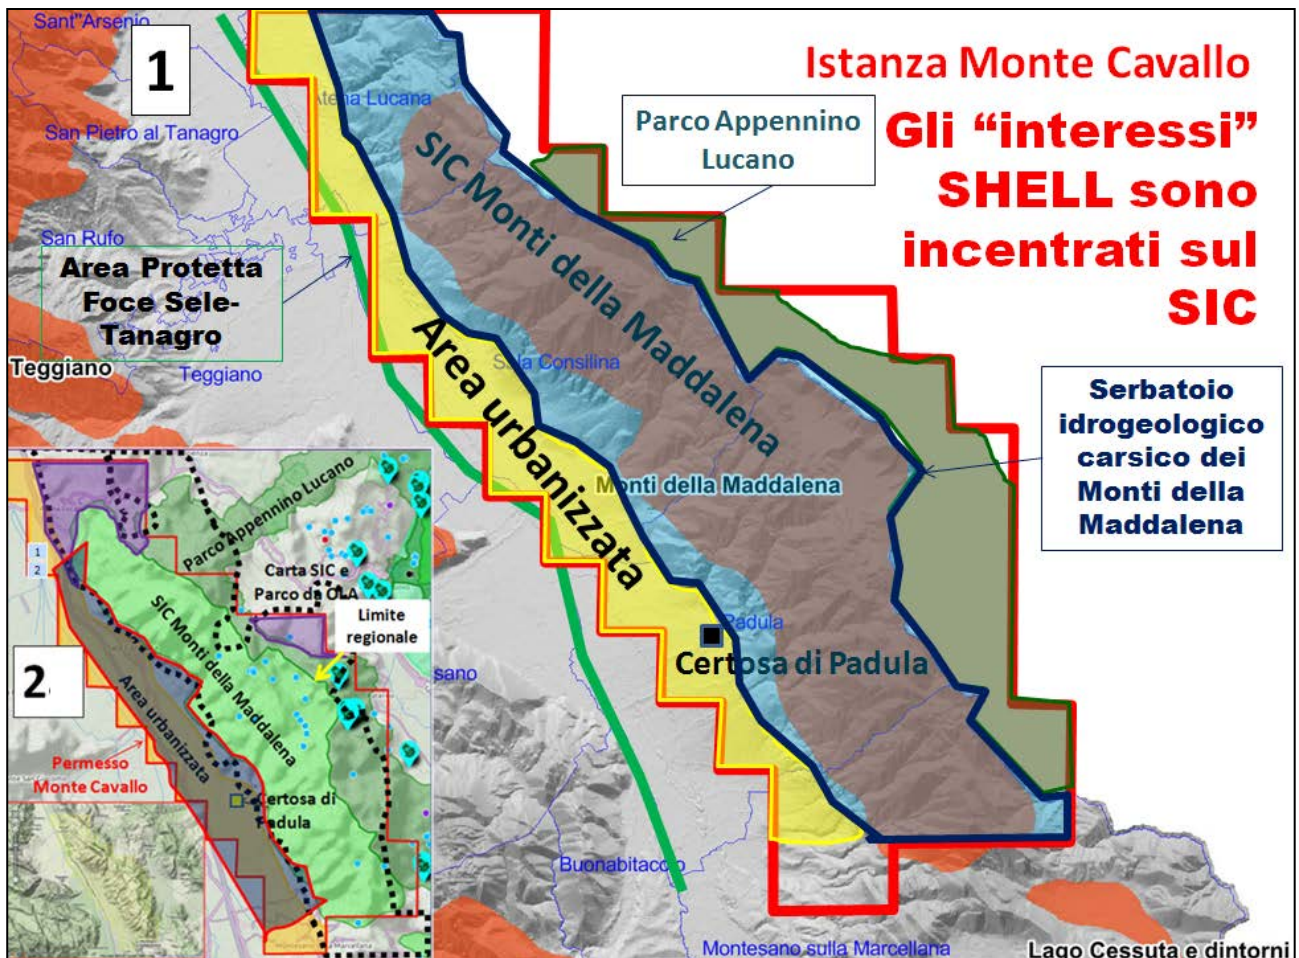 Sant"Arsenio
1
Istanza Monte Cavallo
Gli “interessi”
SHELL sono
incentrati sul
SIC
Parco Appennino
Lucano
Atena Lucana
San Pietro al Tanagro
SIC Monti della Maddalena
San Rufo
Area Protetta
Foce Sele-
Tanagro
Teggiano
Teggiano
Sala Consilina
Area urbanizzata
Serbatoio
idrogeologico
carsico dei
Monti della
Maddalena
Monti della Maddalena
Padula
Certosa di Padula
Buonabitacolo
Montesano sulla Marcellana
Lago Cessuta e dintorni
sano
2
1
2
Parco Appennino Lucano
Carta SIC e
Parco da OLA
Limite
regionale
SIC Monti della Maddalena
Area urbanizzata
Permesso
Monte Cavallo
Certosa di
Padula